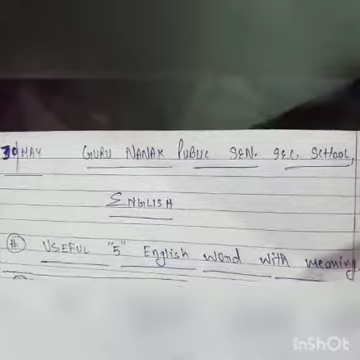 30 MAY GURU NANAK PUBLIC SEN. SEC. SCHOOL,
ENGLISH
(#) USEFUL "5" English word with meaning
InShOt